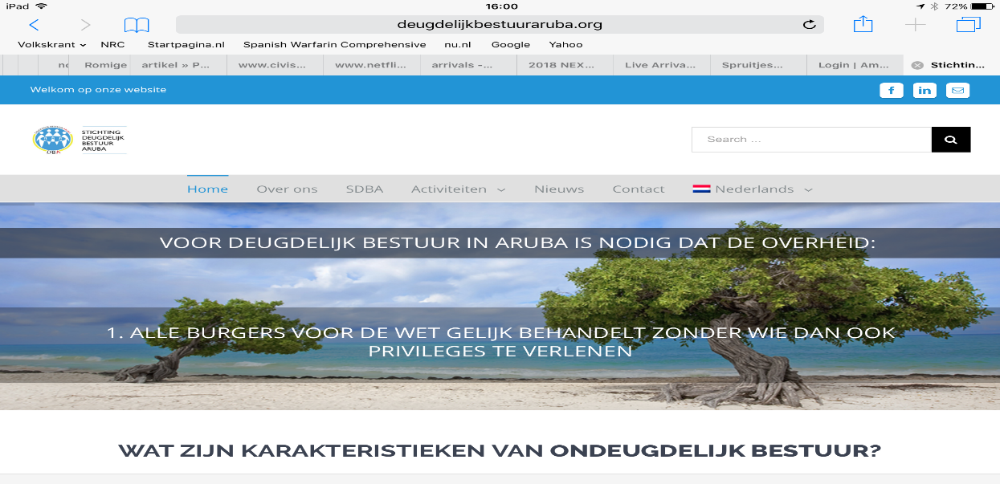 iPad 16:00 72%
deugdelijkbestuuraruba.org
Volkskrant NRC Startpagina.nl Spanish Warfarin Comprehensive nu.nl Google Yahoo
Romige artikel » P... www.civis... www.netfli... arrivals -... 2018 NEX... Live Arriva... Spruitjes... Login | Am... Stichtin...
Welkom op onze website
STICHTING
DEUGDELIJK
BESTUUR
ARUBA
DBA
Search ...
Home Over ons SDBA Activiteiten Nieuws Contact Nederlands
VOOR DEUGDELIJK BESTUUR IN ARUBA IS NODIG DAT DE OVERHEID:
1. ALLE BURGERS VOOR DE WET GELIJK BEHANDELT ZONDER WIE DAN OOK
PRIVILEGES TE VERLENEN
WAT ZIJN KARAKTERISTIEKEN VAN ONDEUGDELIJK BESTUUR?